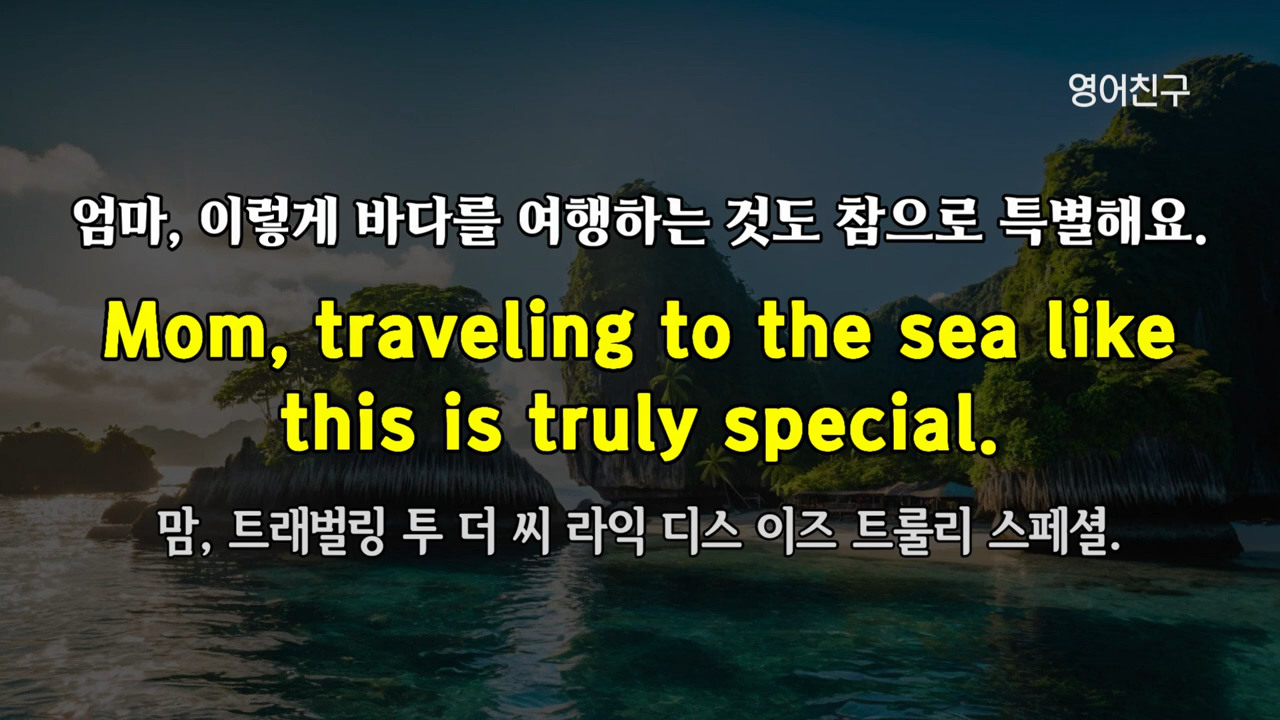 영어친구
엄마, 이렇게 바다를 여행하는 것도 참으로 특별해요.
Mom, traveling to the sea like
this is truly special.
맘, 트래벌링 투 더 씨 라익 디스 이즈 트룰리 스페셜.